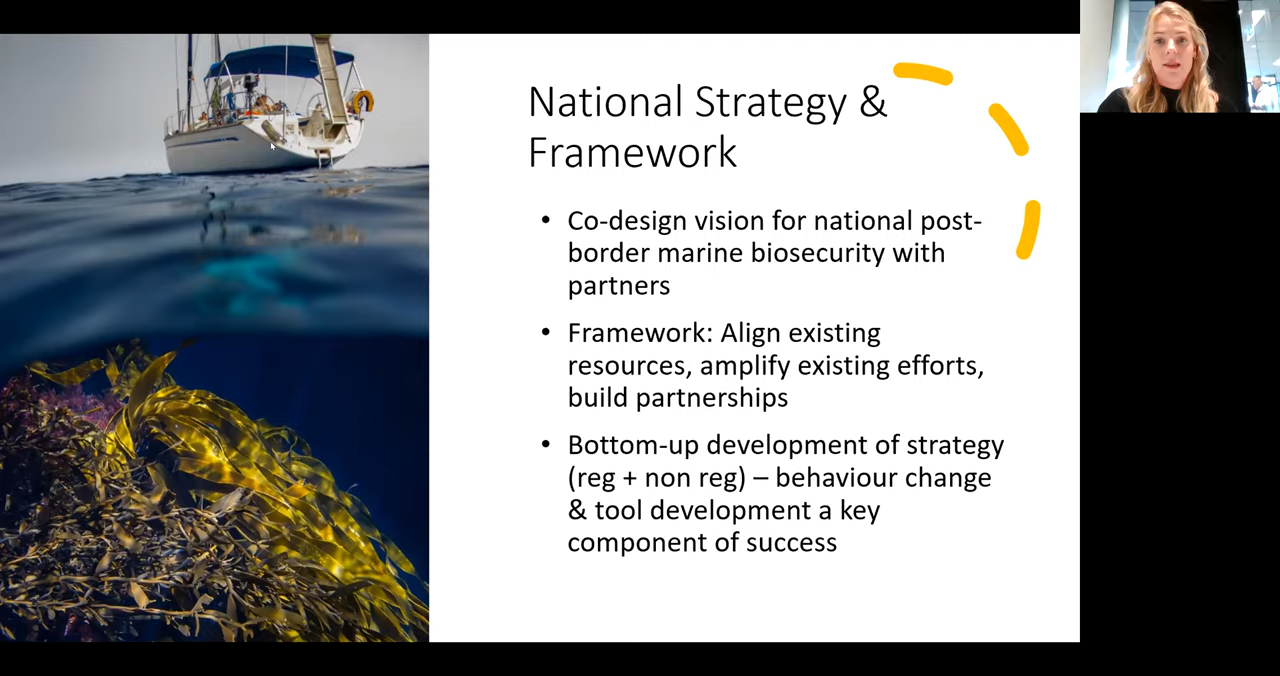 National Strategy &
Framework
• Co-design vision for national post-
border marine biosecurity with
partners
• Framework: Align existing
resources, amplify existing efforts,
build partnerships
• Bottom-up development of strategy
(reg + non reg) – behaviour change
& tool development a key
component of success